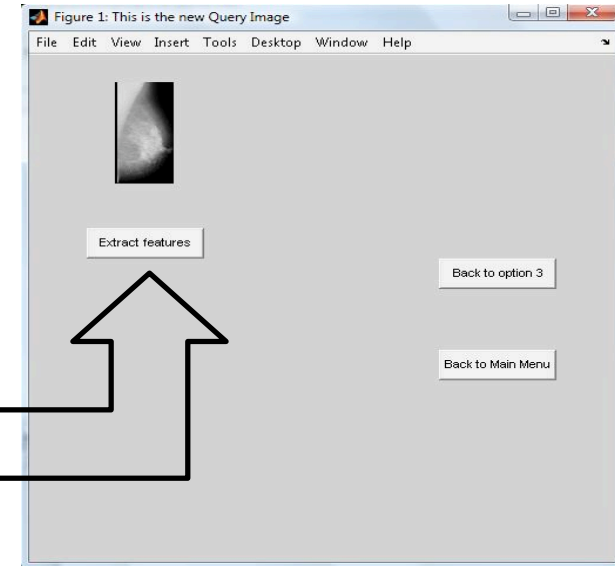 Figure 1: This is the new Query Image
File Edit View Insert Tools Desktop Window Help
Extract features
Back to option 3
Back to Main Menu